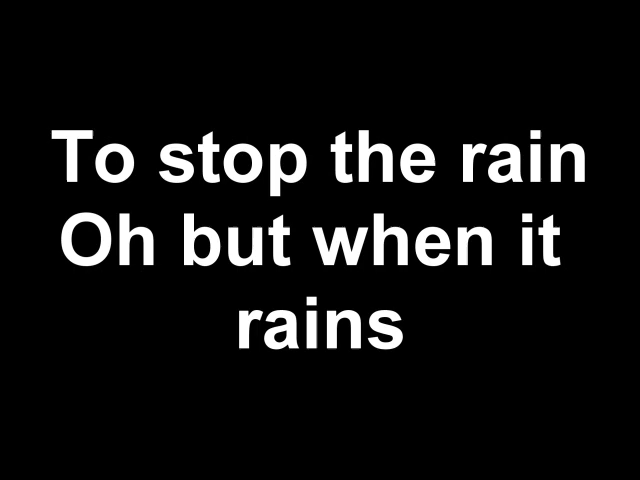 To stop the rain
Oh but when it
rains